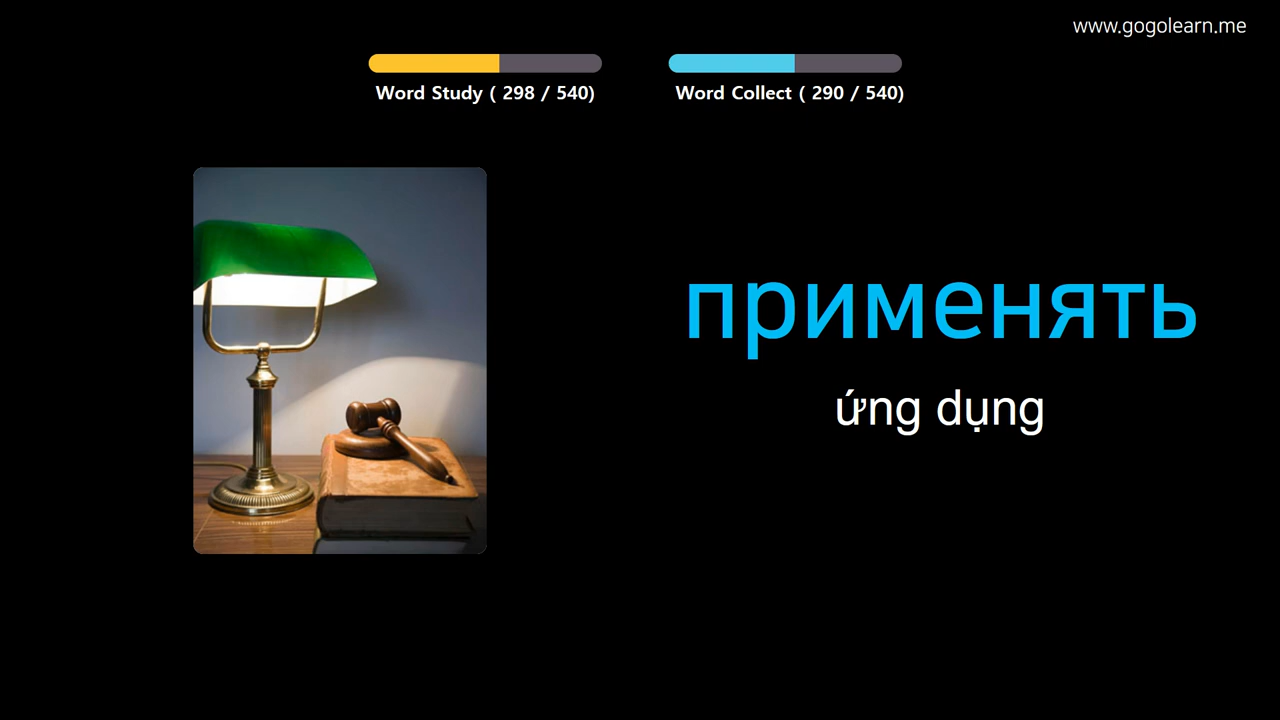 www.gogolearn.me
Word Study ( 298 / 540)
Word Collect ( 290 / 540)
применять
ứng dụng